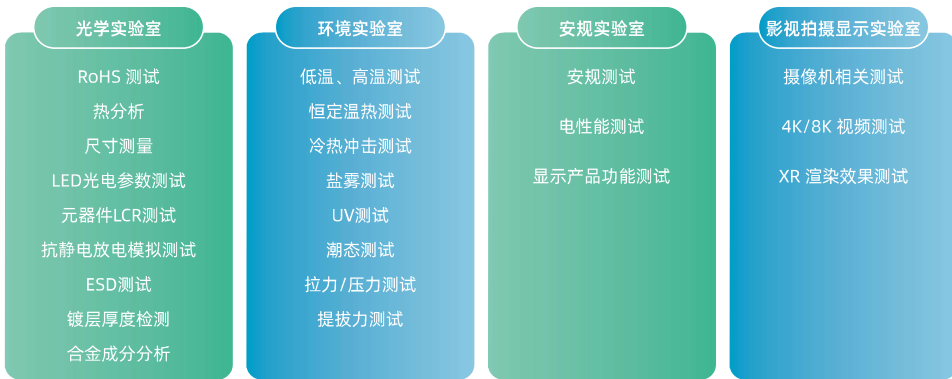 光学实验室
RoHS 测试
热分析
尺寸测量
LED光电参数测试
元器件LCR测试
抗静电放电模拟测试
ESD测试
镀层厚度检测
合金成分分析
环境实验室
低温、高温测试
恒定温热测试
冷热冲击测试
盐雾测试
UV测试
潮态测试
拉力/压力测试
提拔力测试
安规实验室
安规测试
电性能测试
显示产品功能测试
影视拍摄显示实验室
摄像机相关测试
4K/8K 视频测试
XR 渲染效果测试